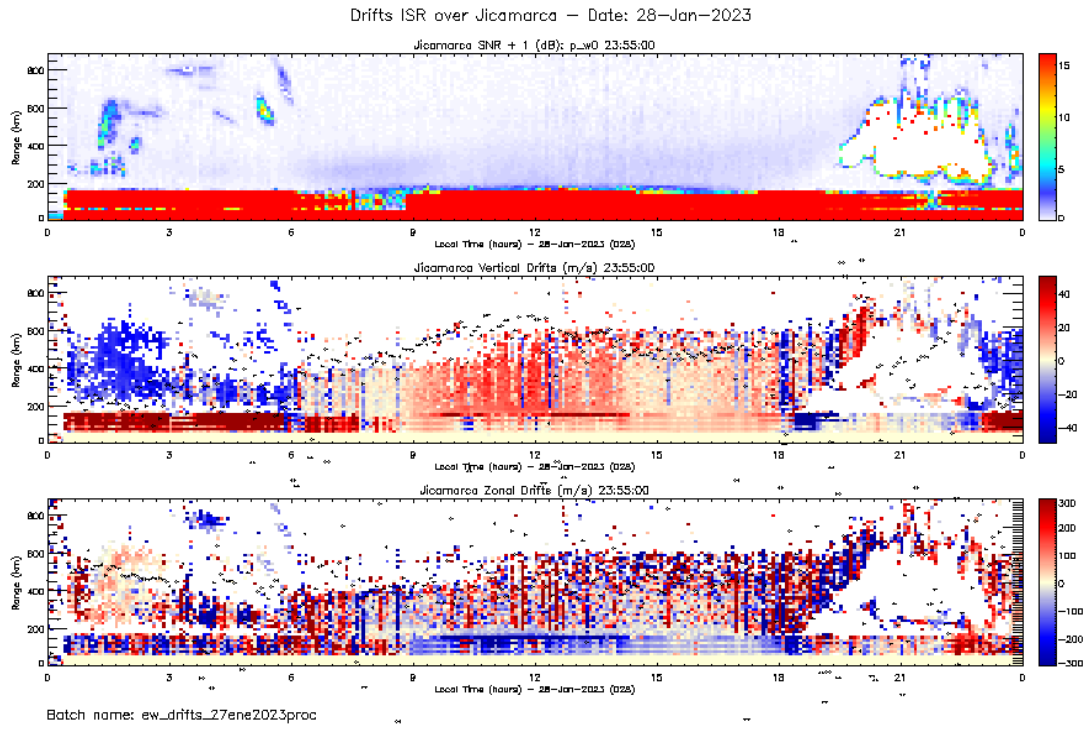 Drifts ISR over Jicamarca – Date: 28–Jan–2023
Jicamarca SNR + 1 (dB): p_w0 23:55:00
Range (km)
800
600
400
200
0
0 3 6 9 12 15 18 21 0
Local Time (hours) – 28–Jan–2023 (028)
15
10
5
0
Jicamarca Vertical Drifts (m/s) 23:55:00
Range (km)
800
600
400
200
0
0 3 6 9 12 15 18 21 0
Local Time (hours) – 28–Jan–2023 (028)
40
20
0
−20
−40
Jicamarca Zonal Drifts (m/s) 23:55:00
Range (km)
800
600
400
200
0
0 3 6 9 12 15 18 21 0
Local Time (hours) – 28–Jan–2023 (028)
300
200
100
0
−100
−200
−300
Batch name: ew_drifts_27ene2023proc